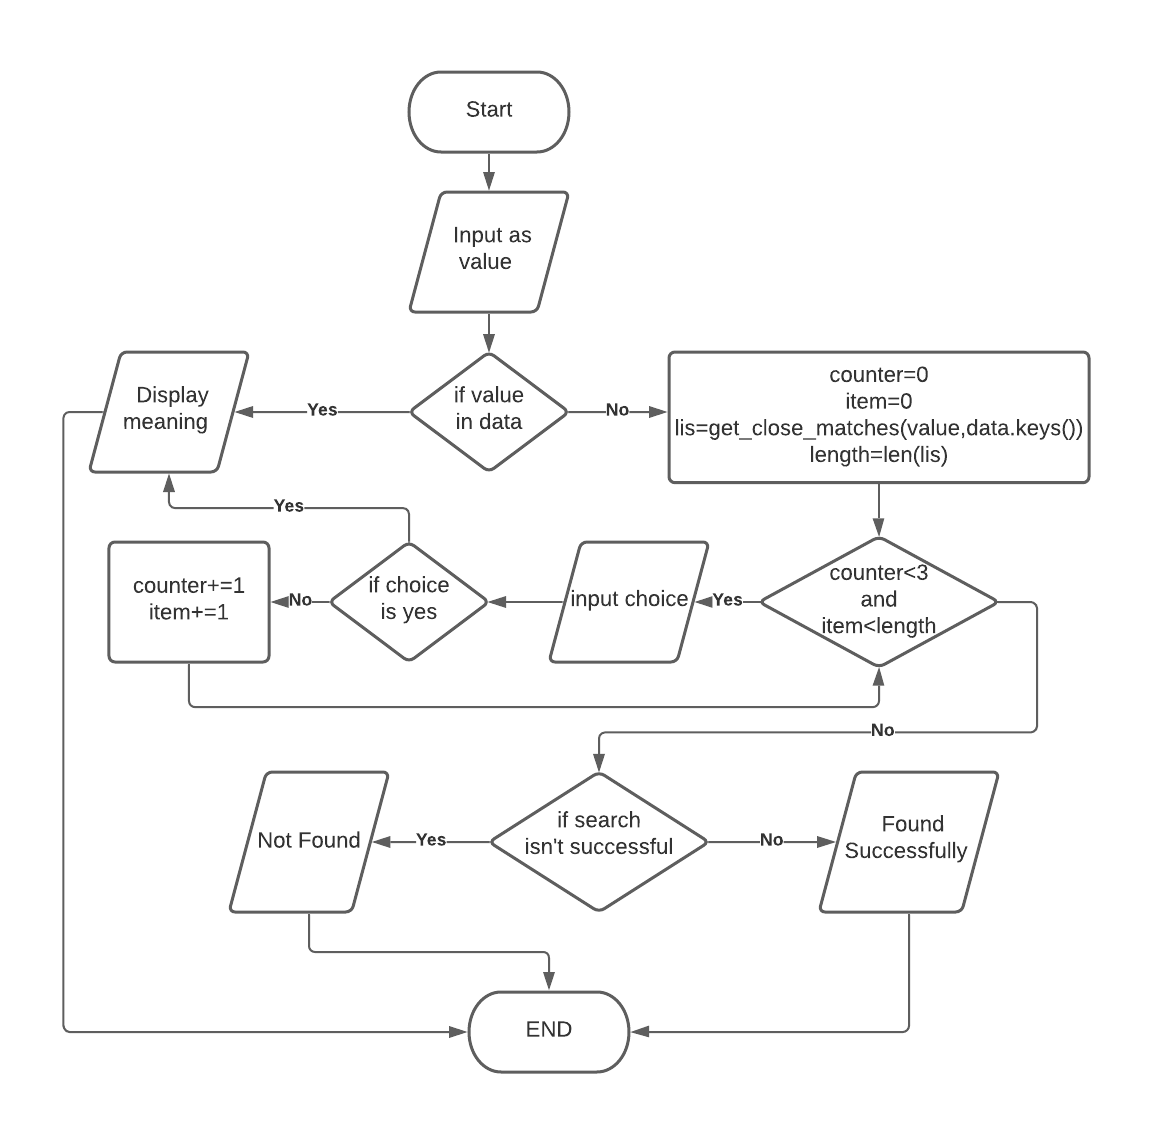 Start
Input as
value
if value
in data
Yes
No
Display
meaning
counter=0
item=0
lis=get_close_matches(value,data.keys())
length=len(lis)
Yes
counter+=1
item+=1
No
if choice
is yes
input choice
Yes
counter<3
and
item<length
No
if search
isn't successful
Yes
No
Not Found
Found
Successfully
END